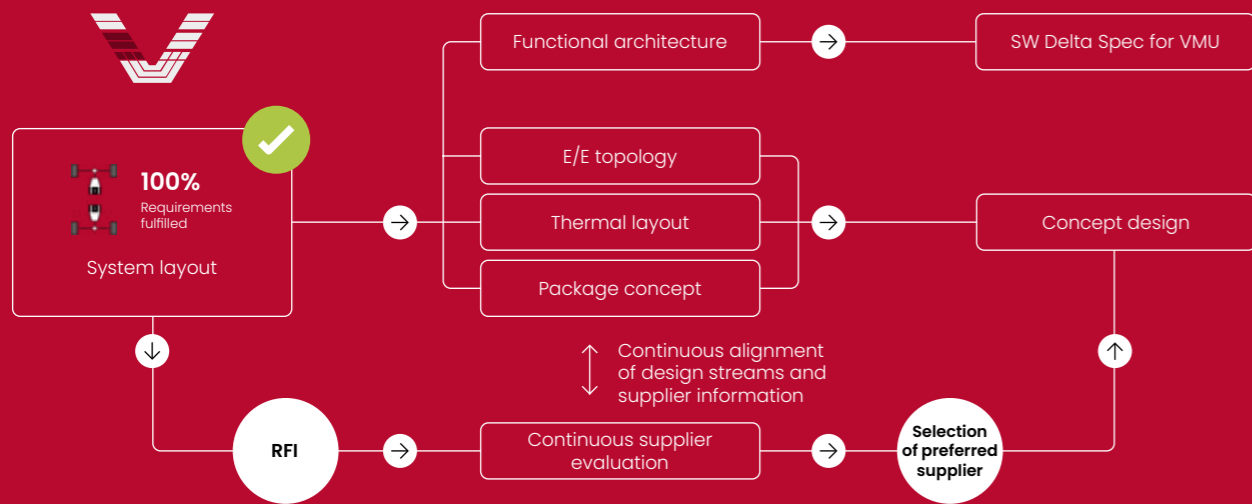 Functional architecture
SW Delta Spec for VMU
100%
Requirements
fulfilled
System layout
E/E topology
Thermal layout
Package concept
Concept design
Continuous alignment
of design streams and
supplier information
RFI
Continuous supplier
evaluation
Selection
of preferred
supplier